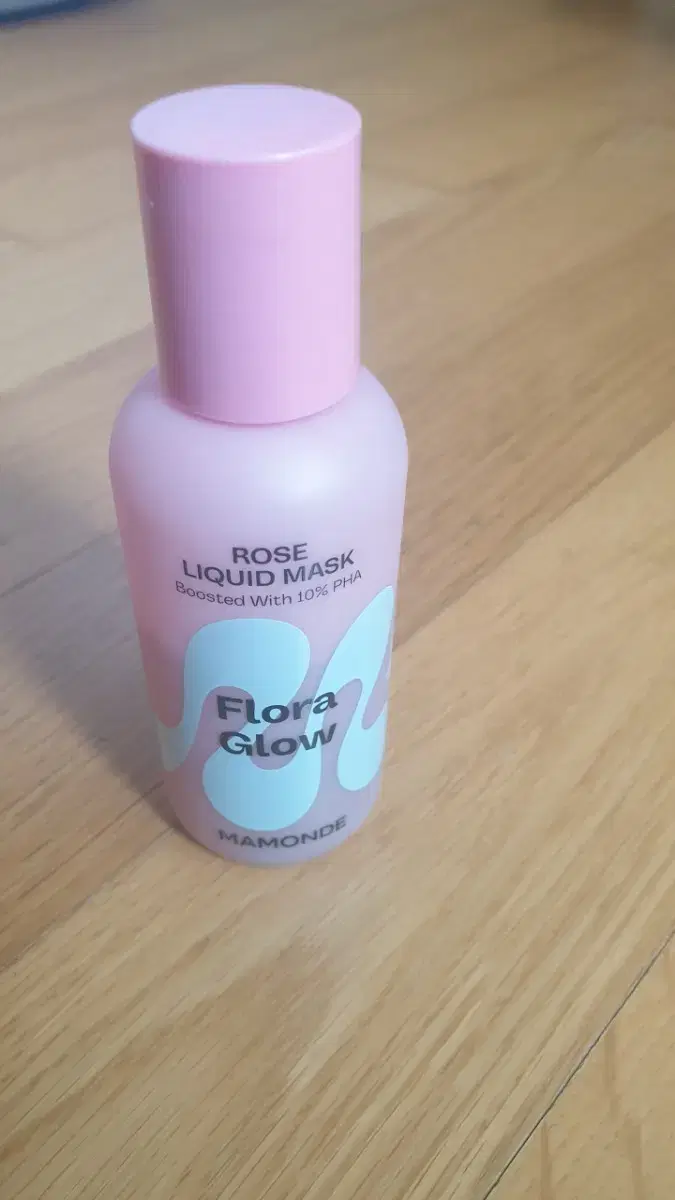 ROSE
LIQUID MASK
Boosted With 10% PHA
Flora
Glow
MAMONDE